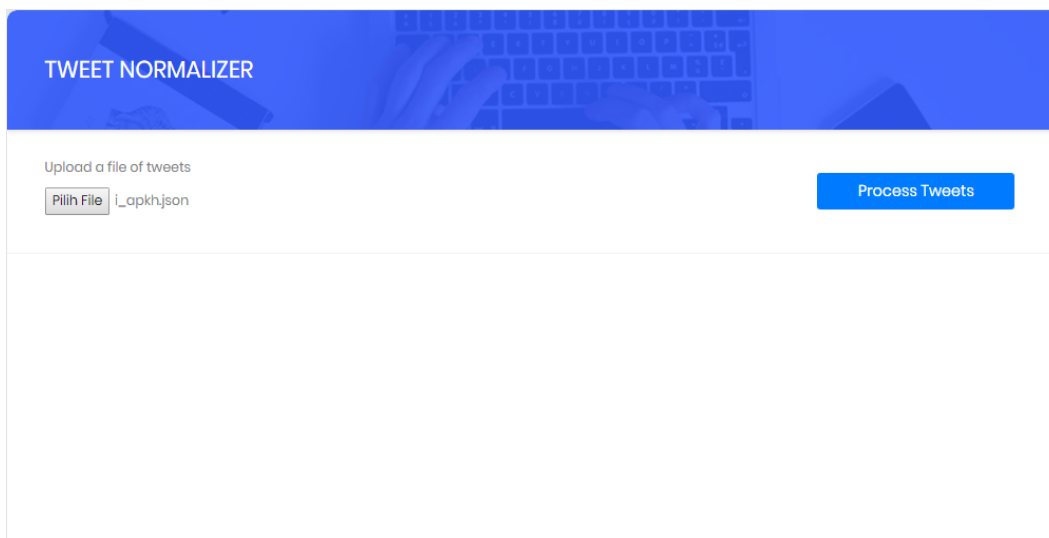 TWEET NORMALIZER
Upload a file of tweets
Pilih File i_apkh.json
Process Tweets